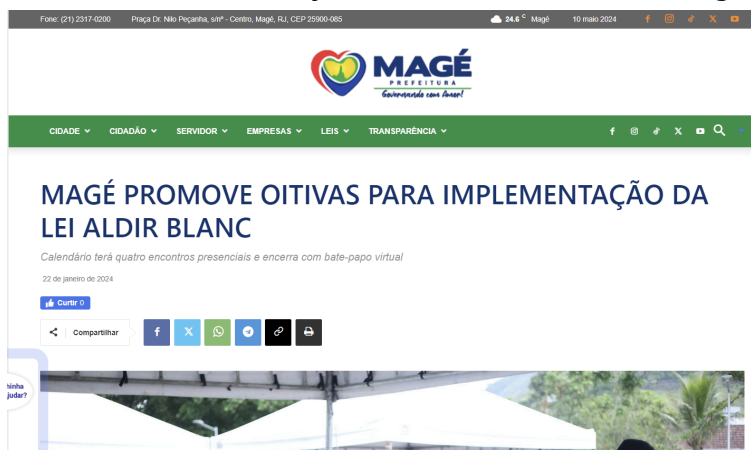 Fone: (21) 2317-0200 Praça Dr. Nilo Peçanha, s/nº - Centro, Magé, RJ, CEP 25900-085 24.6 C Magé 10 maio 2024
MAGÉ
PREFEITURA
Governando com Amor!
CIDADE CIDADÃO SERVIDOR EMPRESAS LEIS TRANSPARÊNCIA
MAGÉ PROMOVE OITIVAS PARA IMPLEMENTAÇÃO DA
LEI ALDIR BLANC
Calendário terá quatro encontros presenciais e encerra com bate-papo virtual
22 de janeiro de 2024
Curtir 0
Compartilhar
judar?